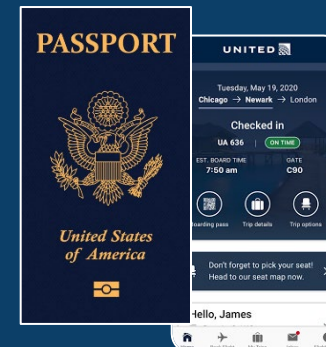 PASSPORT
United States
of America
UNITED
Tuesday, May 19, 2020
Chicago → Newark → London
Checked in
UA 636 | ON TIME
EST. BOARD TIME GATE
7:50 am C90
Trip details Trip options
Don't forget to pick your seat!
Head to our seat map now.
Hello, James